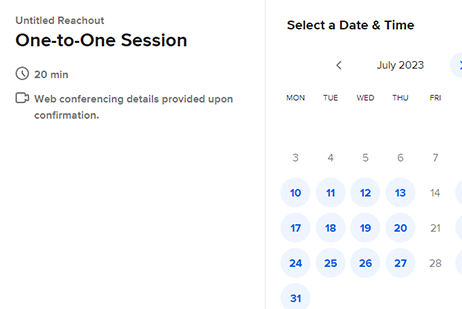 Untitled Reachout
One-to-One Session
20 min
Web conferencing details provided upon
confirmation.
Select a Date & Time
July 2023
MON TUE WED THU FRI
3 4 5 6 7
10 11 12 13 14
17 18 19 20 21
24 25 26 27 28
31